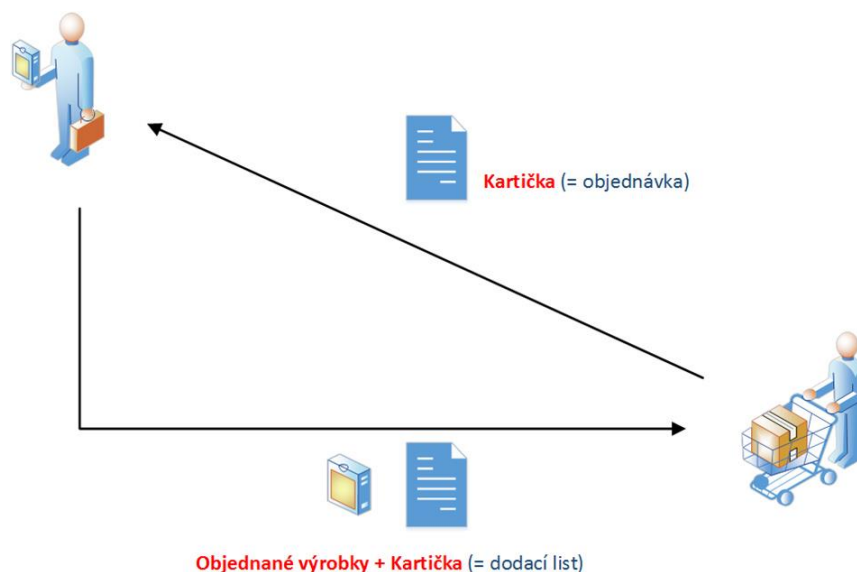 Kartička (= objednávka)
Objednané výrobky + Kartička (= dodací list)